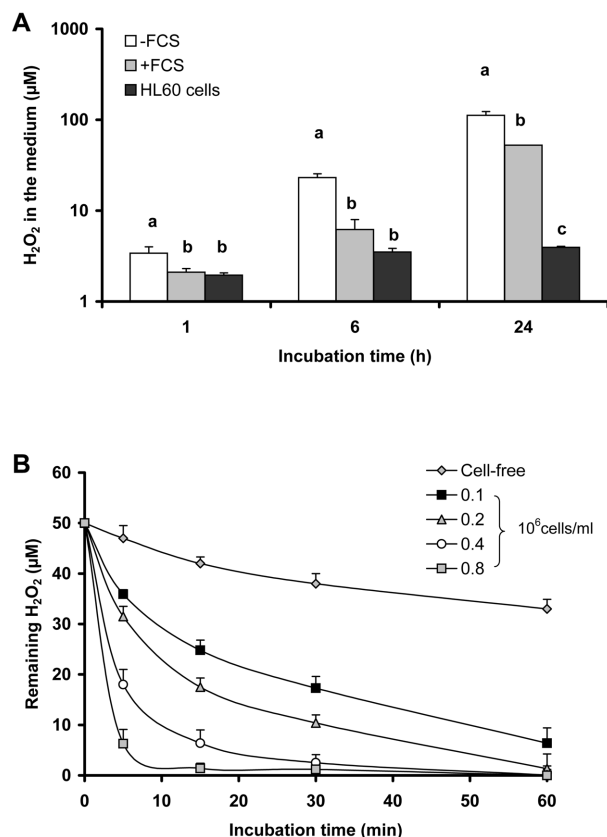 A
H₂O₂ in the medium (µM)
1000
100
10
1
-FCS
+FCS
HL60 cells
a
b
b
a
b
b
a
b
c
1
6
24
Incubation time (h)
B
Remaining H₂O₂ (µM)
60
50
40
30
20
10
0
Cell-free
0.1
0.2
0.4
0.8
10⁶cells/ml
0
10
20
30
40
50
60
Incubation time (min)